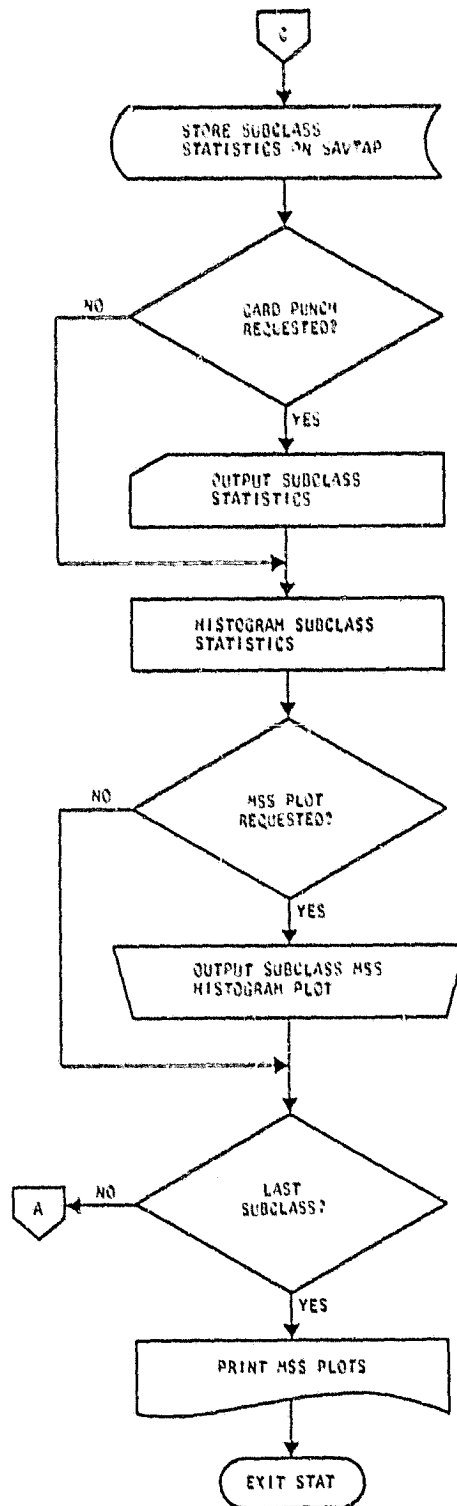 C
STORE SUBCLASS
STATISTICS ON SAVTAP
CARD PUNCH
REQUESTED?
NO
YES
OUTPUT SUBCLASS
STATISTICS
HISTOGRAM SUBCLASS
STATISTICS
MSS PLOT
REQUESTED?
NO
YES
OUTPUT SUBCLASS MSS
HISTOGRAM PLOT
LAST
SUBCLASS?
NO
A
YES
PRINT MSS PLOTS
EXIT STAT